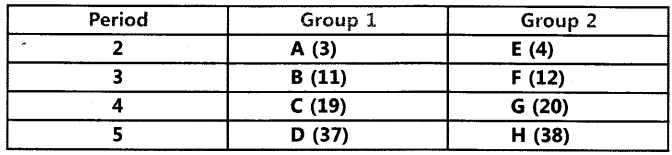 Period Group 1 Group 2
2 A (3) E (4)
3 B (11) F (12)
4 C (19) G (20)
5 D (37) H (38)